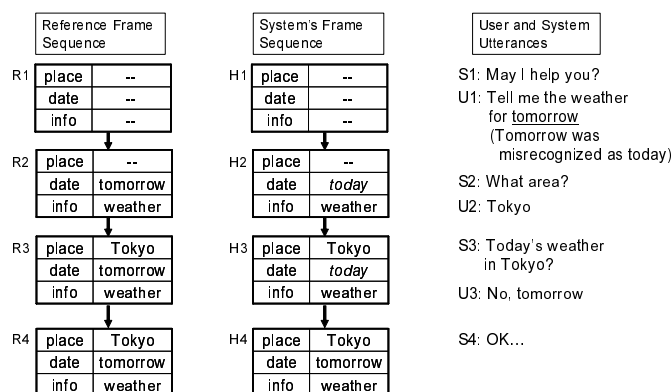 Reference Frame
Sequence
System's Frame
Sequence
User and System
Utterances
R1
place --
date --
info --
R2
place --
date tomorrow
info weather
R3
place Tokyo
date tomorrow
info weather
R4
place Tokyo
date tomorrow
info weather
H1
place --
date --
info --
H2
place --
date today
info weather
H3
place Tokyo
date today
info weather
H4
place Tokyo
date tomorrow
info weather
S1: May I help you?
U1: Tell me the weather
for tomorrow
(Tomorrow was
misrecognized as today)
S2: What area?
U2: Tokyo
S3: Today's weather
in Tokyo?
U3: No, tomorrow
S4: OK…